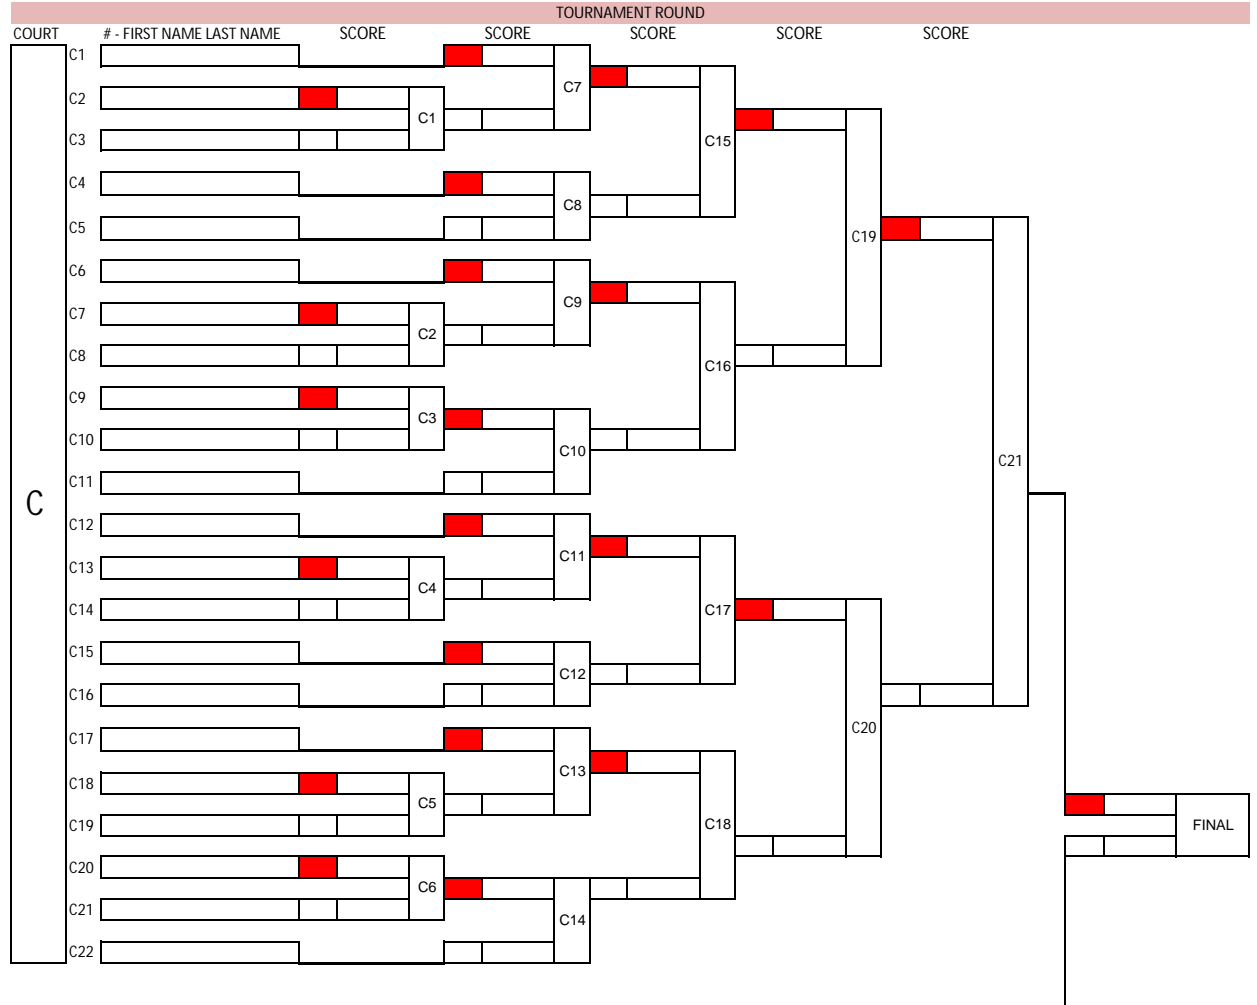 TOURNAMENT ROUND
COURT # - FIRST NAME LAST NAME SCORE SCORE SCORE SCORE SCORE
C1
C7
C2
C1
C15
C3
C4
C8
C5
C19
C6
C9
C7
C2
C8
C16
C9
C3
C10
C10
C21
C11
C
C12
C11
C13
C4
C14
C17
C15
C12
C16
C20
C17
C13
C18
C5
C19
C18
FINAL
C20
C6
C21
C14
C22